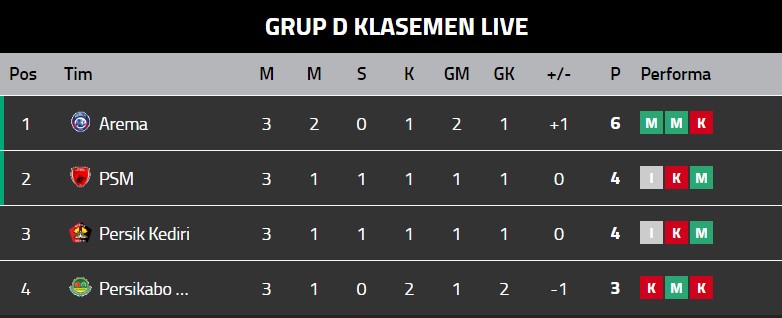 GRUP D KLASEMEN LIVE
Pos Tim M M S K GM GK +/- P Performa
1 Arema 3 2 0 1 2 1 +1 6 M M K
2 PSM 3 1 1 1 1 1 0 4 I K M
3 Persik Kediri 3 1 1 1 1 1 0 4 I K M
4 Persikabo ... 3 1 0 2 1 2 -1 3 K M K